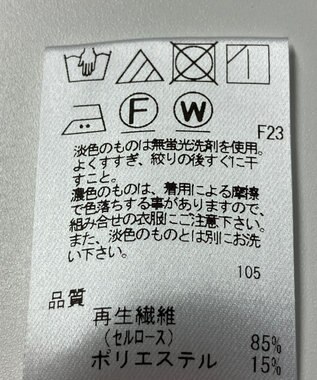 F W
F23
淡色のものは無蛍光洗剤を使用。
よくすすぎ、絞りの後すぐに干
すこと。
濃色のものは、着用による摩擦
で色落ちする事がありますので、
組み合せの衣服にご注意下さい。
また、淡色のものとは別にお洗
い下さい。
105
品質
再生繊維
(セルロース) 85%
ポリエステル 15%